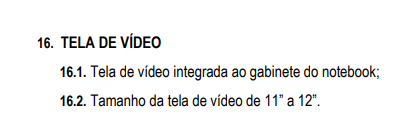 16. TELA DE VÍDEO
16.1. Tela de vídeo integrada ao gabinete do notebook;
16.2. Tamanho da tela de vídeo de 11” a 12”.